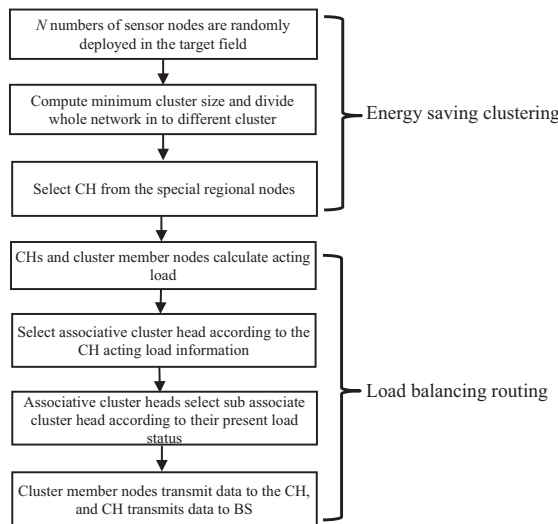 N numbers of sensor nodes are randomly
deployed in the target field
Compute minimum cluster size and divide
whole network in to different cluster
Energy saving clustering
Select CH from the special regional nodes
CHs and cluster member nodes calculate acting
load
Select associative cluster head according to the
CH acting load information
Load balancing routing
Associative cluster heads select sub associate
cluster head according to their present load
status
Cluster member nodes transmit data to the CH,
and CH transmits data to BS